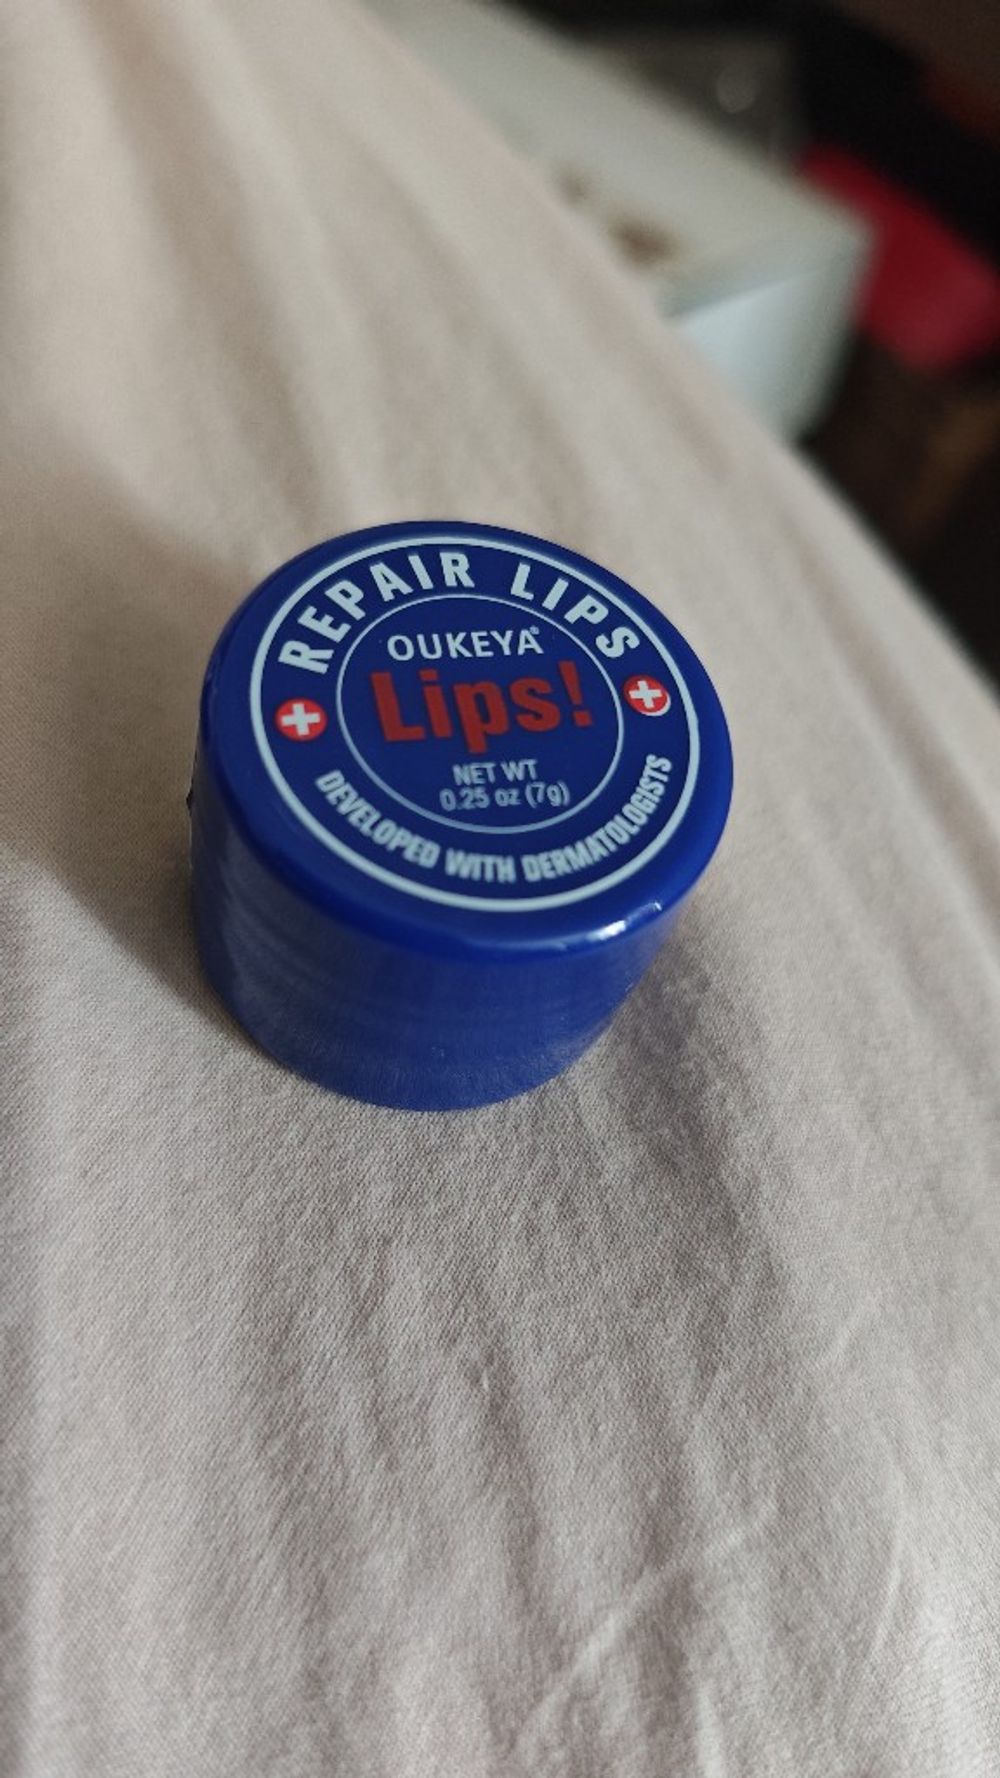 REPAIR LIPS
OUKEYA®
Lips!
NET WT
0.25 oz (7g)
DEVELOPED WITH DERMATOLOGISTS